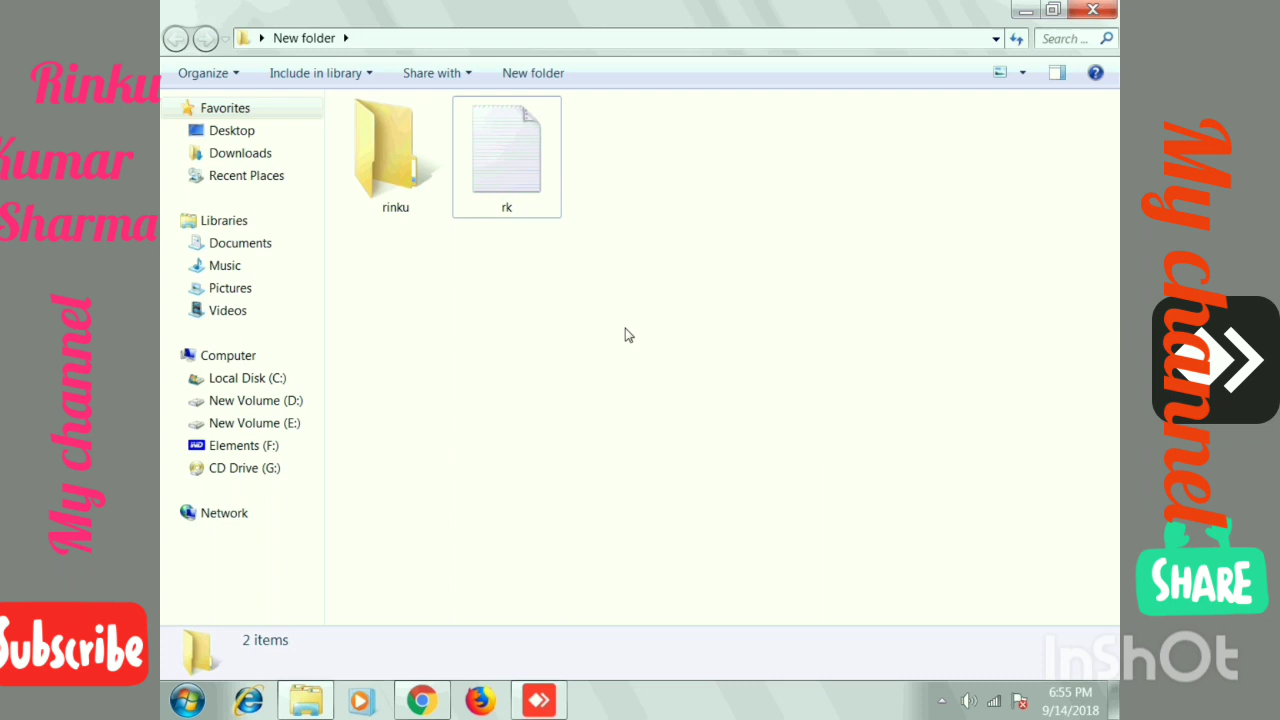 New folder
Search ...
Organize
Include in library
Share with
New folder
Favorites
Desktop
Downloads
Recent Places
Libraries
Documents
Music
Pictures
Videos
Computer
Local Disk (C:)
New Volume (D:)
New Volume (E:)
Elements (F:)
CD Drive (G:)
Network
rinku
rk
2 items
6:55 PM
9/14/2018
Rinku
Kumar
Sharma
My channel
Subscribe
My channel
SHARE
InShOt
WD